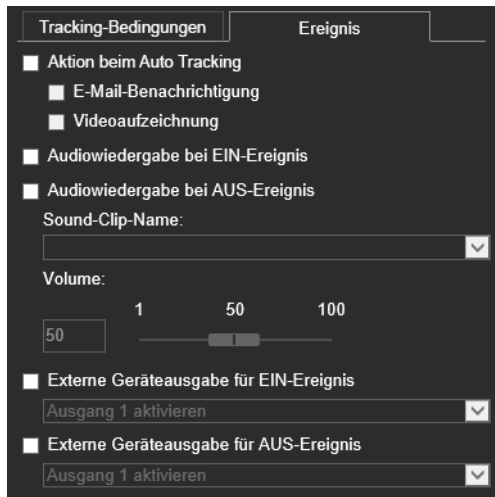 Tracking-Bedingungen Ereignis
Aktion beim Auto Tracking
E-Mail-Benachrichtigung
Videoaufzeichnung
Audiowiedergabe bei EIN-Ereignis
Audiowiedergabe bei AUS-Ereignis
Sound-Clip-Name:
Volume:
1 50 100
50
Externe Geräteausgabe für EIN-Ereignis
Ausgang 1 aktivieren
Externe Geräteausgabe für AUS-Ereignis
Ausgang 1 aktivieren